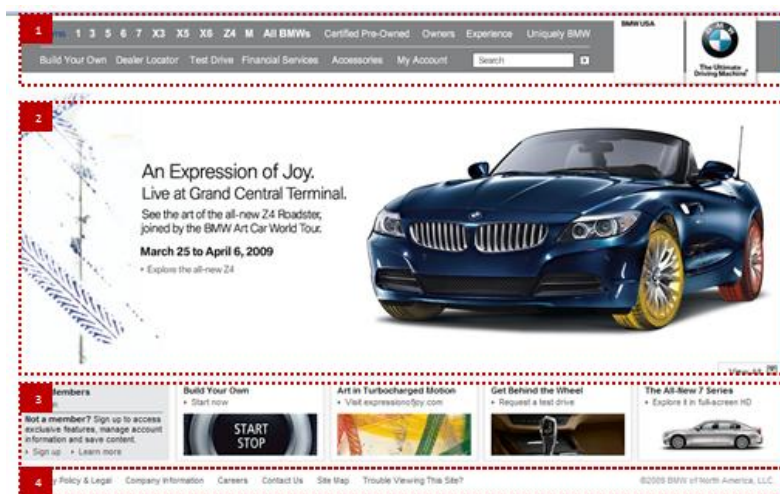 1
1 3 5 6 7 X3 X5 X6 Z4 M All BMWs Certified Pre-Owned Owners Experience Uniquely BMW
BMW USA
Build Your Own Dealer Locator Test Drive Financial Services Accessories My Account Search
The Ultimate
Driving Machine
2
An Expression of Joy.
Live at Grand Central Terminal.
See the art of the all-new Z4 Roadster,
joined by the BMW Art Car World Tour.
March 25 to April 6, 2009
Explore the all-new Z4
View All
3
Members
Not a member? Sign up to access
exclusive features, manage account
information and save content.
Sign up Learn more
Build Your Own
Start now
START
STOP
Art in Turbocharged Motion
Visit expressionofjoy.com
Get Behind the Wheel
Request a test drive
The All-New 7 Series
Explore it in full-screen HD
4
Policy & Legal Company Information Careers Contact Us Site Map Trouble Viewing This Site?
©2009 BMW of North America, LLC